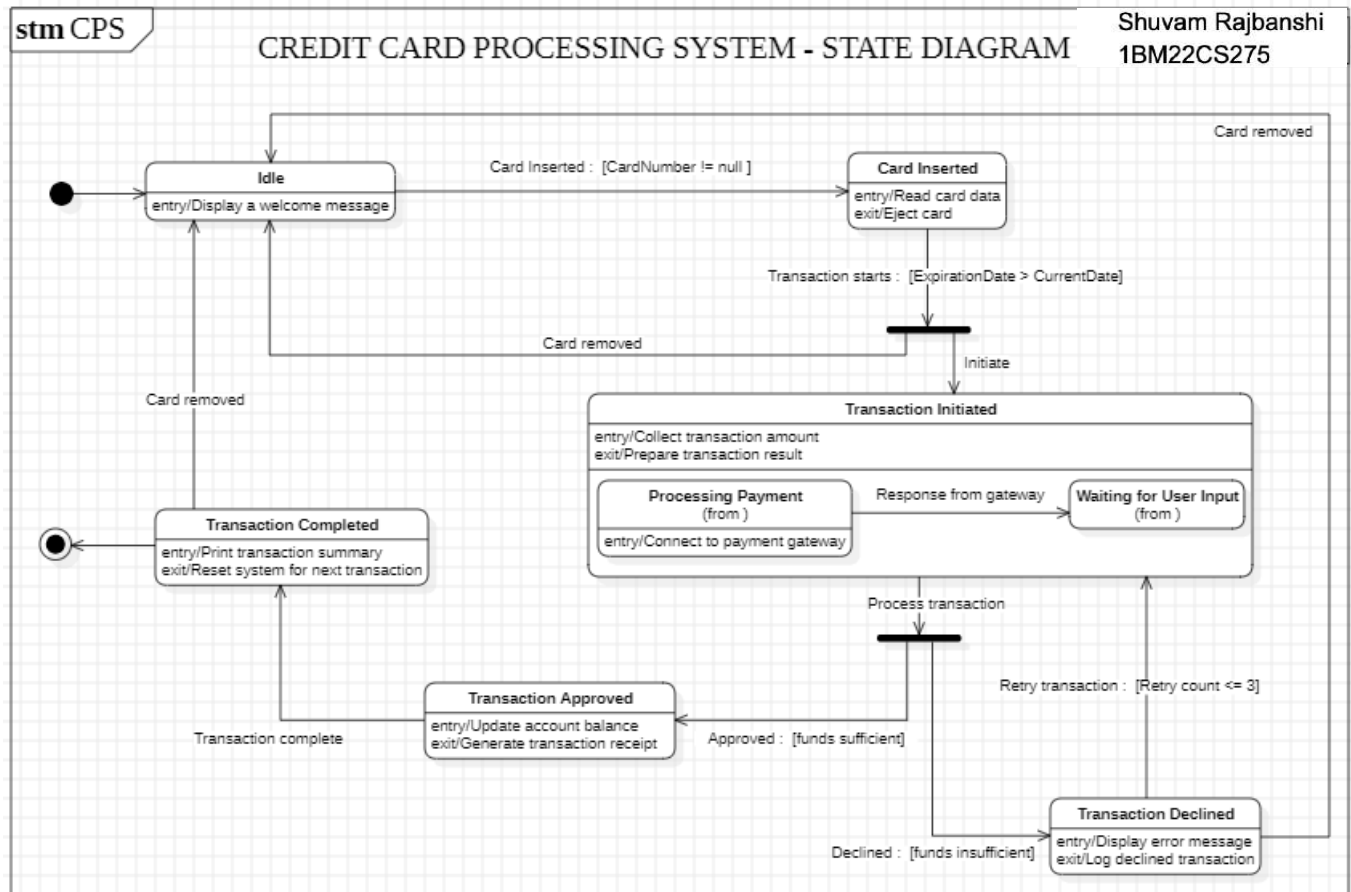 stm CPS
CREDIT CARD PROCESSING SYSTEM - STATE DIAGRAM
Shuvam Rajbanshi
1BM22CS275
Card removed
Idle
entry/Display a welcome message
Card Inserted : [CardNumber != null ]
Card Inserted
entry/Read card data
exit/Eject card
Transaction starts : [ExpirationDate > CurrentDate]
Card removed
Initiate
Card removed
Transaction Initiated
entry/Collect transaction amount
exit/Prepare transaction result
Processing Payment
(from )
entry/Connect to payment gateway
Response from gateway
Waiting for User Input
(from )
Transaction Completed
entry/Print transaction summary
exit/Reset system for next transaction
Process transaction
Retry transaction : [Retry count <= 3]
Transaction Approved
entry/Update account balance
exit/Generate transaction receipt
Transaction complete
Approved : [funds sufficient]
Transaction Declined
entry/Display error message
exit/Log declined transaction
Declined : [funds insufficient]